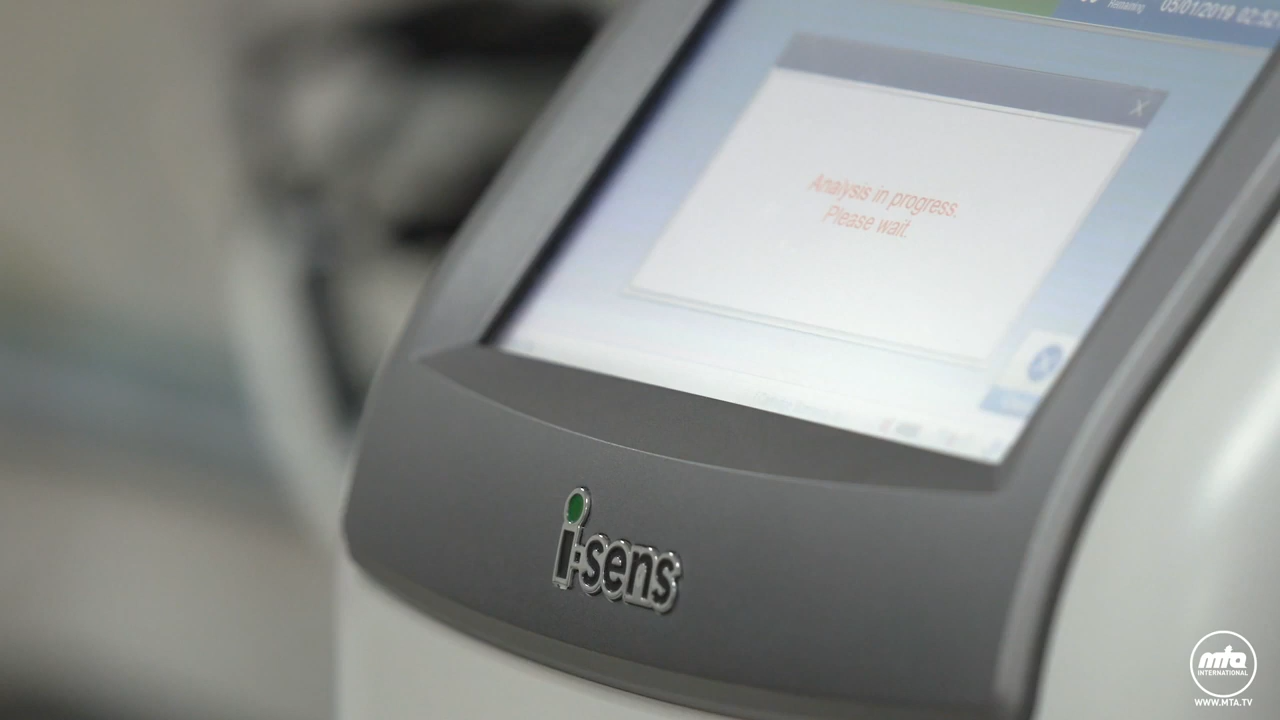 Remaining
05/01/2019 02:52
X
Analysis in progress.
Please wait.
i-sens
mta
INTERNATIONAL
WWW.MTA.TV